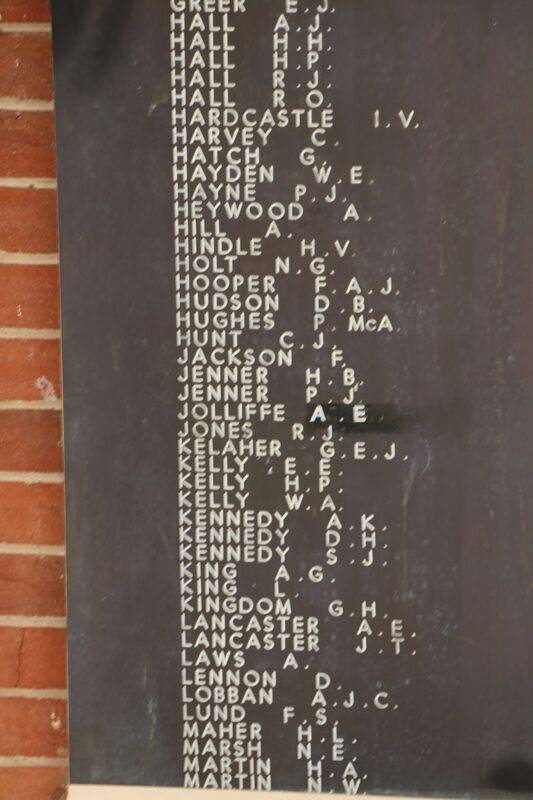 GREER E.J.
HALL A.J.
HALL H.H.
HALL H.P.
HALL R.J.
HALL R.O.
HARDCASTLE I.V.
HARVEY C.
HATCH G.
HAYDEN W.E.
HAYNE P.J.
HEYWOOD A.
HILL A.
HINDLE H.V.
HOLT N.G.
HOOPER F.A.J.
HUDSON D.B.
HUGHES P.McA.
HUNT C.J.
JACKSON F.
JENNER H.B.
JENNER P.J.
JOLLIFFE A.E.
JONES R.J.
KELAHER G.E.J.
KELLY E.E.
KELLY H.P.
KELLY W.A.
KENNEDY A.K.
KENNEDY D.H.
KENNEDY S.J.
KING A.G.
KING L.
KINGDOM G.H.
LANCASTER A.E.
LANCASTER J.T.
LAWS A.
LENNON D.
LOBBAN A.J.C.
LUND F.S.
MAHER H.L.
MARSH N.E.
MARTIN H.A.
MARTIN N.W.